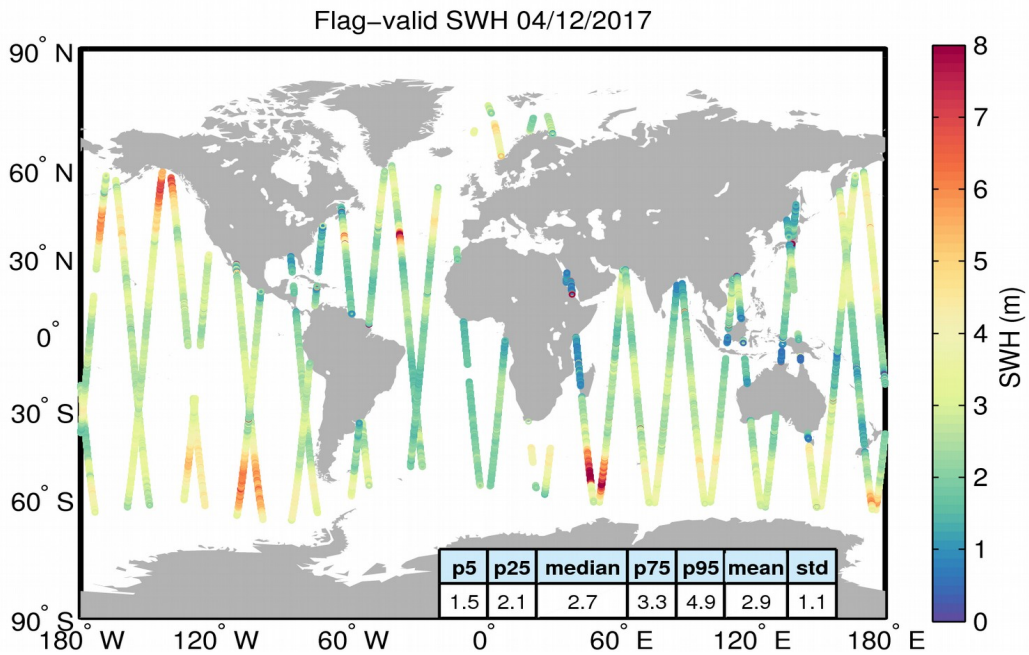 Flag−valid SWH 04/12/2017
90° N
60° N
30° N
0°
30° S
60° S
90° S
180° W
120° W
60° W
0°
60° E
120° E
180° E
p5 p25 median p75 p95 mean std
1.5 2.1 2.7 3.3 4.9 2.9 1.1
8
7
6
5
4
3
2
1
0
SWH (m)